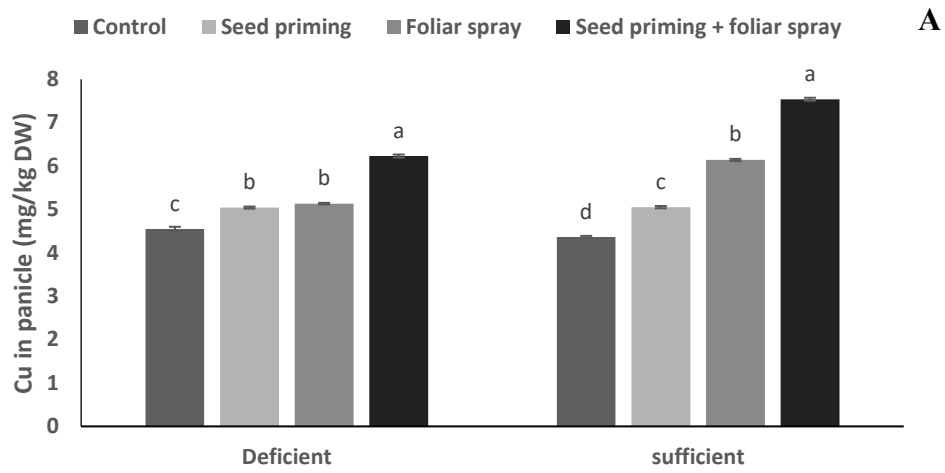 Control Seed priming Foliar spray Seed priming + foliar spray A
Cu in panicle (mg/kg DW)
8
7
6
5
4
3
2
1
0
c b b a
d c b a
Deficient sufficient